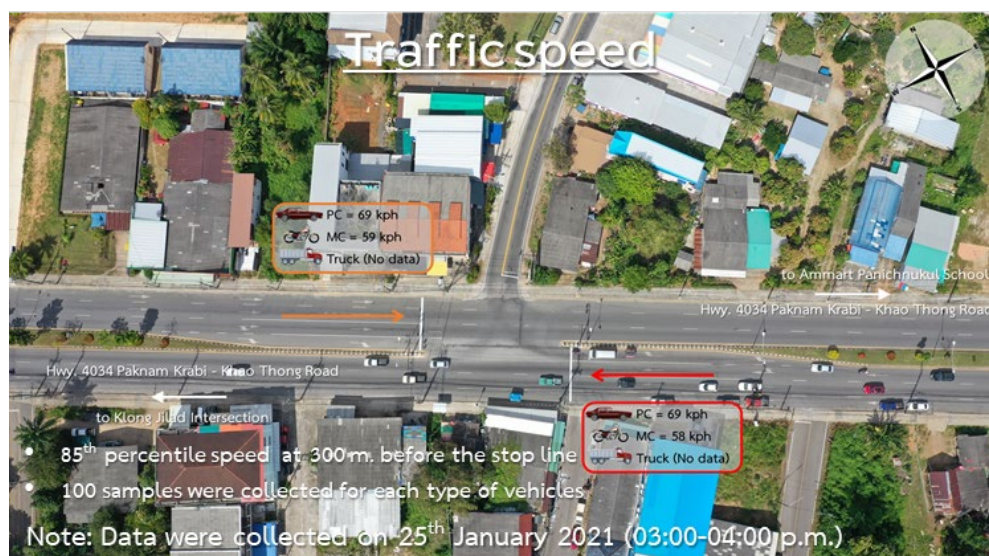 Traffic speed
PC = 69 kph
MC = 59 kph
Truck (No data)
to Ammart Panichnukul School
Hwy. 4034 Paknam Krabi - Khao Thong Road
Hwy. 4034 Paknam Krabi - Khao Thong Road
to Klong Jilad Intersection
PC = 69 kph
MC = 58 kph
Truck (No data)
• 85th percentile speed at 300 m. before the stop line
• 100 samples were collected for each type of vehicles
Note: Data were collected on 25th January 2021 (03:00-04:00 p.m.)